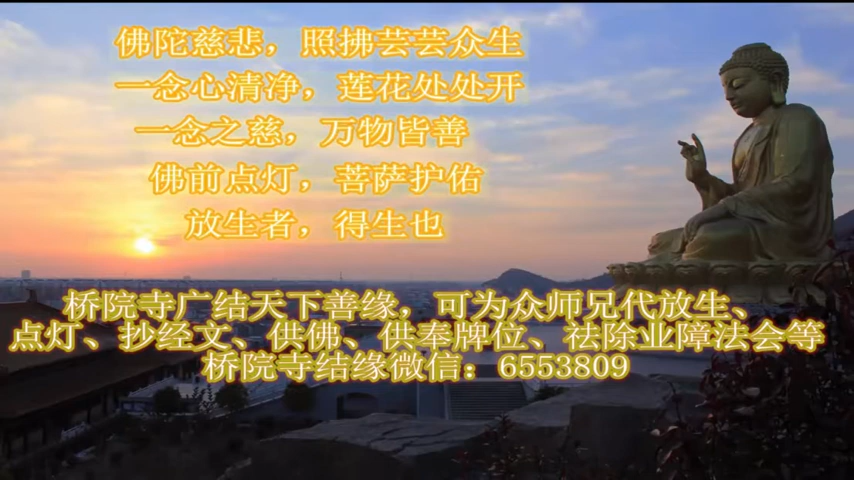 佛陀慈悲，照拂芸芸众生
一念心清净，莲花处处开
一念之慈，万物皆善
佛前点灯，菩萨护佑
放生者，得生也
桥院寺广结天下善缘，可为众师兄代放生、
点灯、抄经文、供佛、供奉牌位、祛除业障法会等
桥院寺结缘微信：6553809